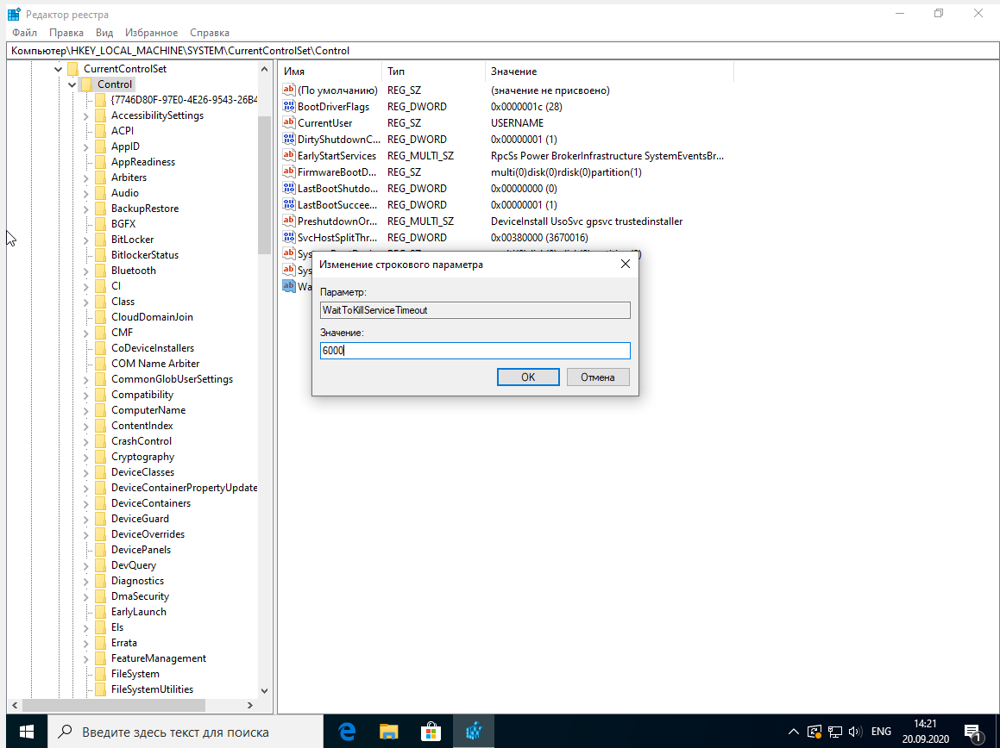 Редактор реестра
Файл Правка Вид Избранное Справка
Компьютер\HKEY_LOCAL_MACHINE\SYSTEM\CurrentControlSet\Control
CurrentControlSet
Control
{7746D80F-97E0-4E26-9543-26B4
AccessibilitySettings
ACPI
AppID
AppReadiness
Arbiters
Audio
BackupRestore
BGFX
BitLocker
BitlockerStatus
Bluetooth
CI
Class
CloudDomainJoin
CMF
CoDeviceInstallers
COM Name Arbiter
CommonGlobUserSettings
Compatibility
ComputerName
ContentIndex
CrashControl
Cryptography
DeviceClasses
DeviceContainerPropertyUpdate
DeviceContainers
DeviceGuard
DeviceOverrides
DevicePanels
DevQuery
Diagnostics
DmaSecurity
EarlyLaunch
Els
Errata
FeatureManagement
FileSystem
FileSystemUtilities
Имя Тип Значение
(По умолчанию) REG_SZ (значение не присвоено)
BootDriverFlags REG_DWORD 0x0000001c (28)
CurrentUser REG_SZ USERNAME
DirtyShutdownC... REG_DWORD 0x00000001 (1)
EarlyStartServices REG_MULTI_SZ RpcSs Power BrokerInfrastructure SystemEventsBr...
FirmwareBootD... REG_SZ multi(0)disk(0)rdisk(0)partition(1)
LastBootShutdo... REG_DWORD 0x00000000 (0)
LastBootSuccee... REG_DWORD 0x00000001 (1)
PreshutdownOr... REG_MULTI_SZ DeviceInstall UsoSvc gpsvc trustedinstaller
SvcHostSplitThr... REG_DWORD 0x00380000 (3670016)
Sys
Sys
Wa
Изменение строкового параметра
Параметр:
WaitToKillServiceTimeout
Значение:
6000
OK Отмена
Введите здесь текст для поиска
ENG
14:21
20.09.2020
1